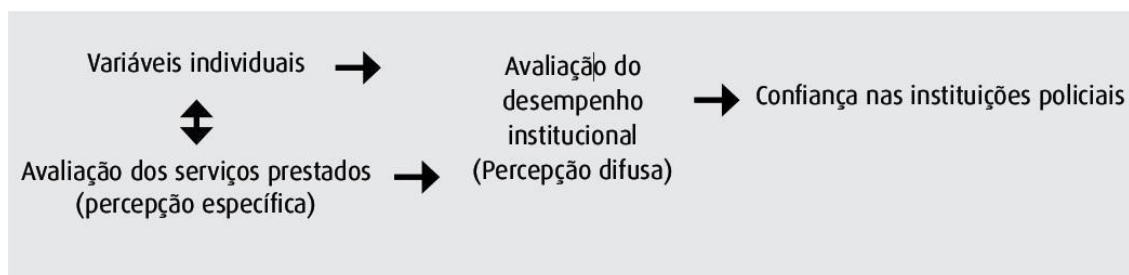 Variáveis individuais
Avaliação dos serviços prestados
(percepção específica)
Avaliação do
desempenho
institucional
(Percepção difusa)
Confiança nas instituições policiais